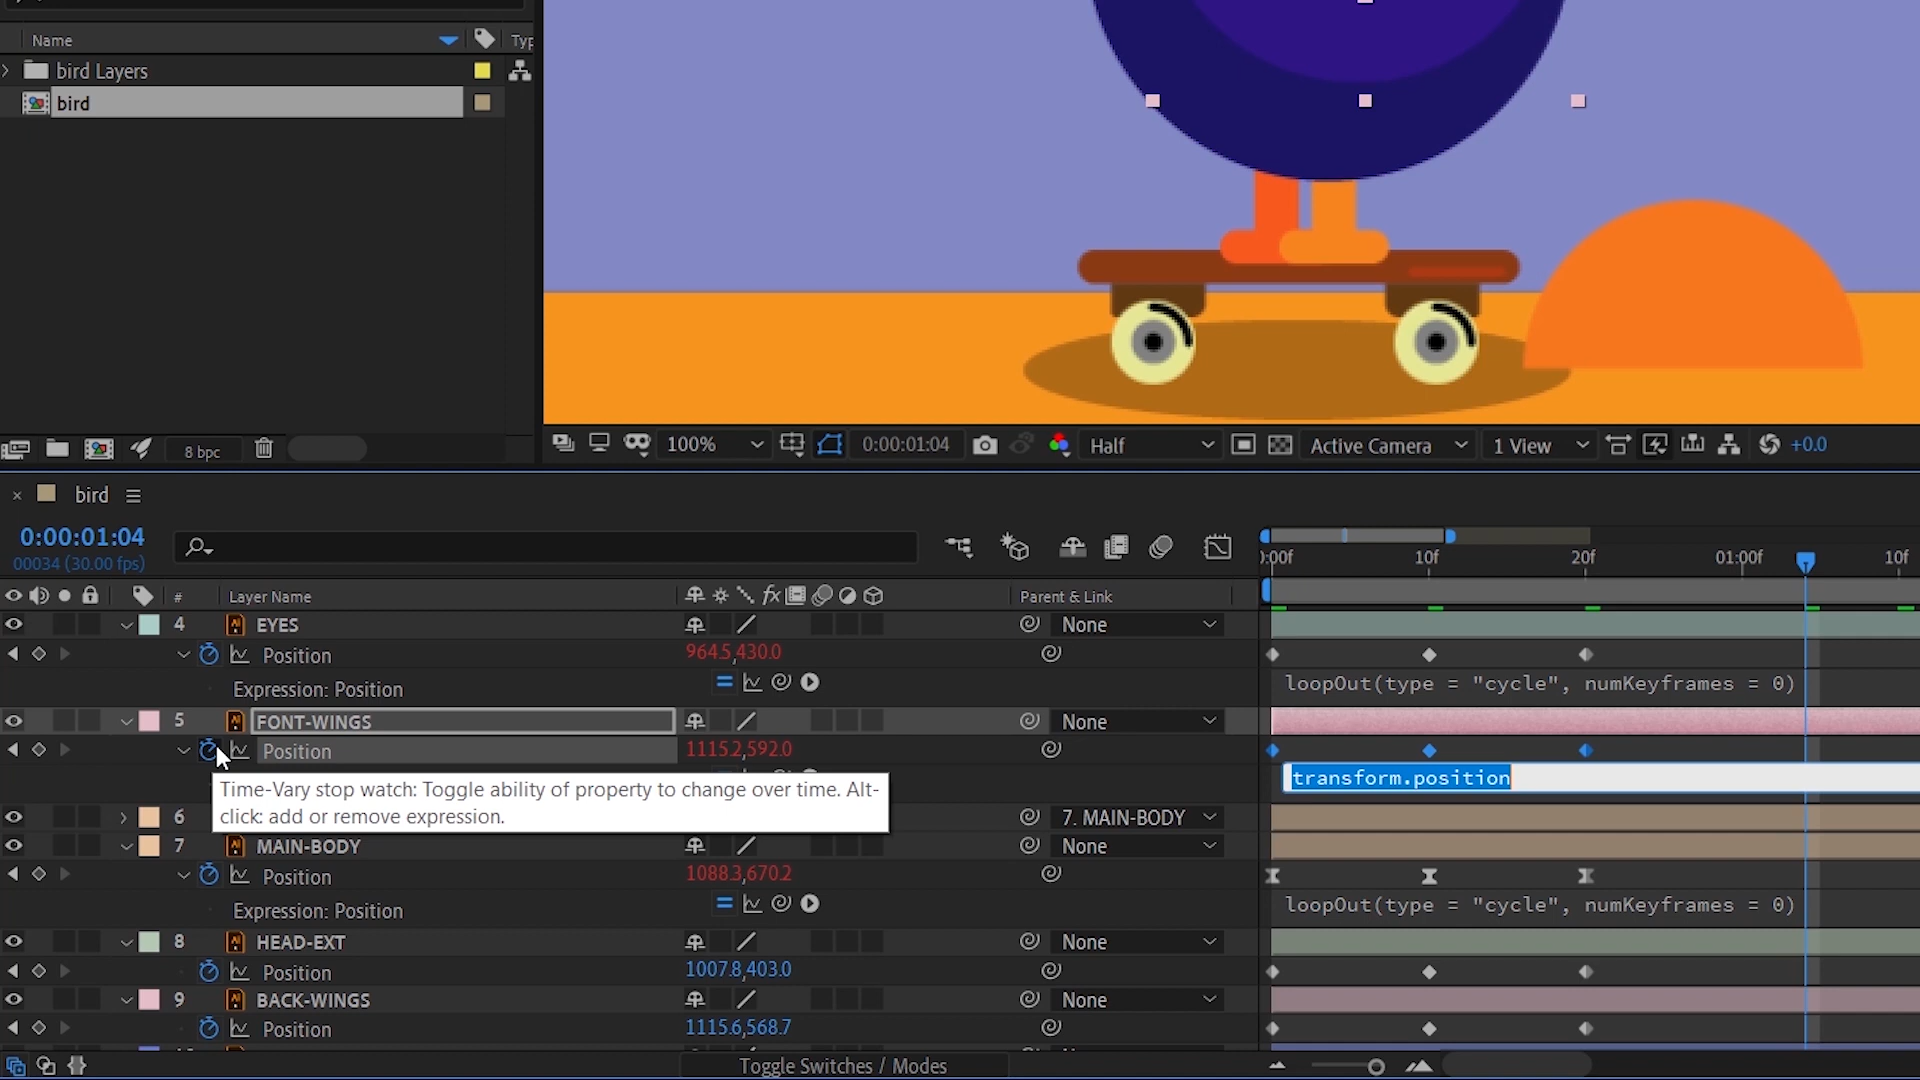 Name
Typ
bird Layers
bird
8 bpc
100%
0:00:01:04
Half
Active Camera
1 View
+0.0
bird
0:00:01:04
00034 (30.00 fps)
):00f
10f
20f
01:00f
10f
#
Layer Name
fx
Parent & Link
4
EYES
None
Position
964.5,430.0
Expression: Position
loopOut(type = "cycle", numKeyframes = 0)
5
FONT-WINGS
None
Position
1115.2,592.0
transform.position
Time-Vary stop watch: Toggle ability of property to change over time. Alt-
click: add or remove expression.
6
7. MAIN-BODY
7
MAIN-BODY
None
Position
1088.3,670.2
Expression: Position
loopOut(type = "cycle", numKeyframes = 0)
8
HEAD-EXT
None
Position
1007.8,403.0
9
BACK-WINGS
None
Position
1115.6,568.7
Toggle Switches / Modes